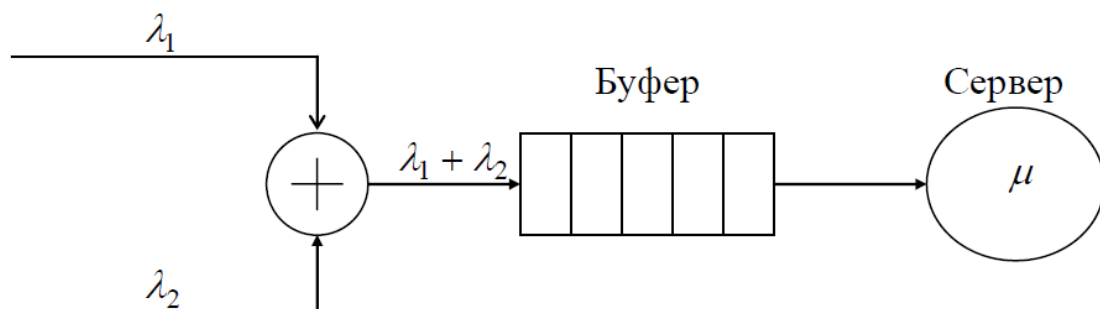 λ₁
Буфер
Сервер
λ₁ + λ₂
μ
λ₂